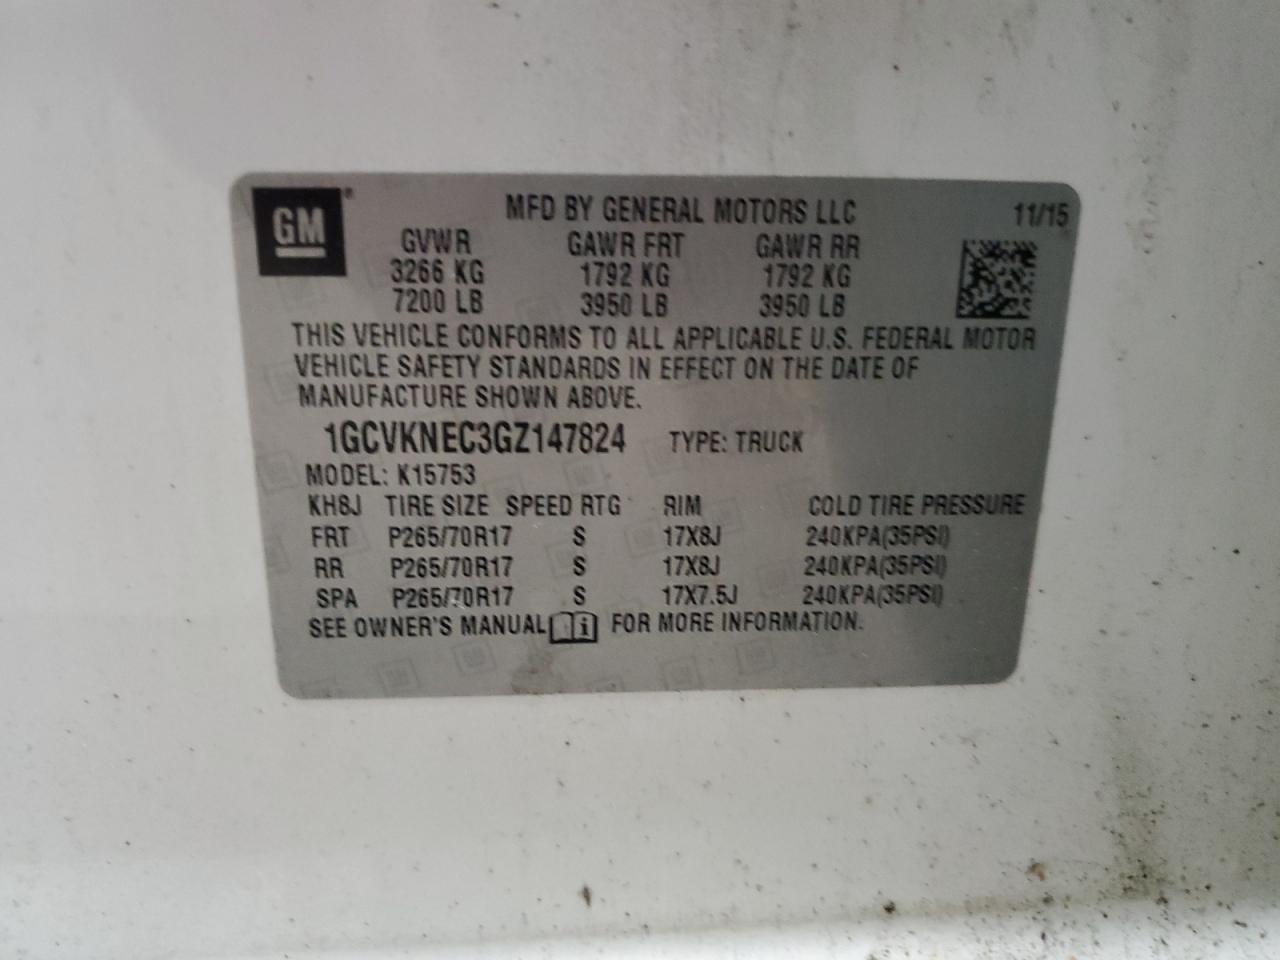 GM®
MFD BY GENERAL MOTORS LLC 11/15
GVWR GAWR FRT GAWR RR
3266 KG 1792 KG 1792 KG
7200 LB 3950 LB 3950 LB
THIS VEHICLE CONFORMS TO ALL APPLICABLE U.S. FEDERAL MOTOR
VEHICLE SAFETY STANDARDS IN EFFECT ON THE DATE OF
MANUFACTURE SHOWN ABOVE.
1GCVKNEC3GZ147824 TYPE: TRUCK
MODEL: K15753
KH8J TIRE SIZE SPEED RTG RIM COLD TIRE PRESSURE
FRT P265/70R17 S 17X8J 240KPA(35PSI)
RR P265/70R17 S 17X8J 240KPA(35PSI)
SPA P265/70R17 S 17X7.5J 240KPA(35PSI)
SEE OWNER'S MANUAL i FOR MORE INFORMATION.